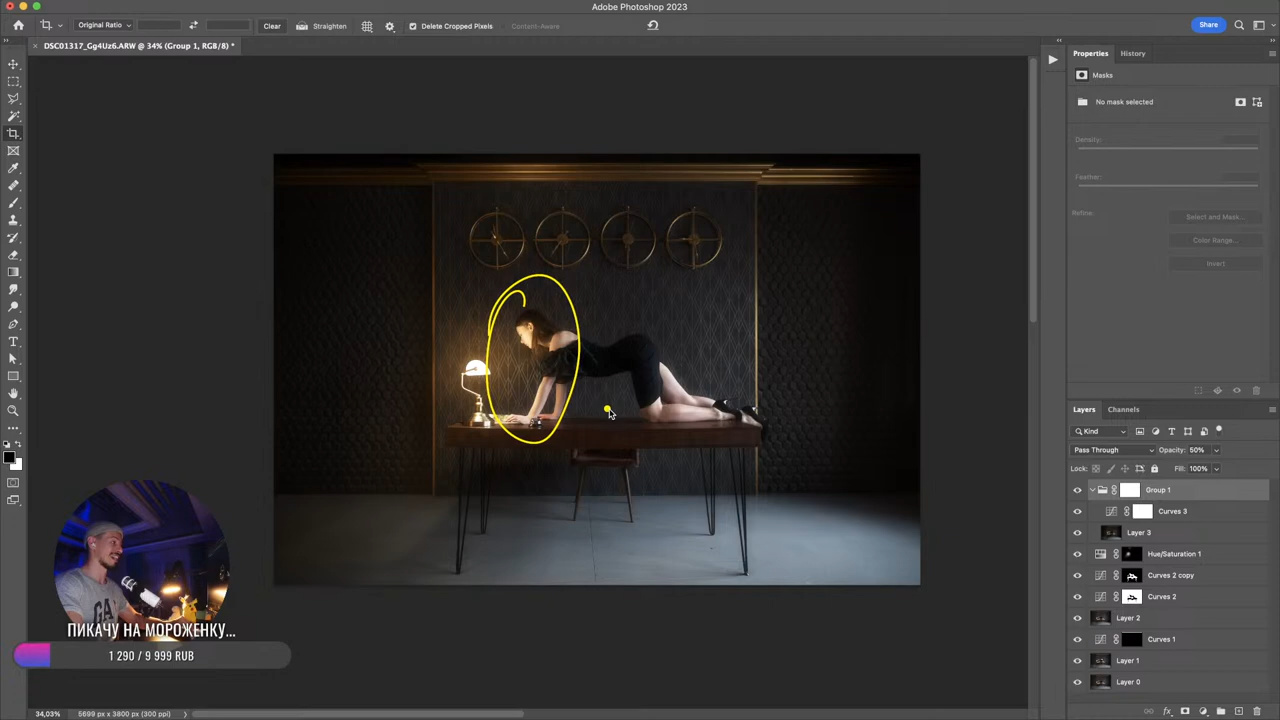 Adobe Photoshop 2023
Original Ratio
Clear
Straighten
Delete Cropped Pixels
Content-Aware
Share
DSC01317_Gg4Uz6.ARW @ 34% (Group 1, RGB/8) *
Properties
History
Masks
No mask selected
Density:
Feather:
Refine:
Select and Mask...
Color Range...
Invert
Layers
Channels
Kind
Pass Through
Opacity: 50%
Lock:
Fill: 100%
Group 1
Curves 3
Layer 3
Hue/Saturation 1
Curves 2 copy
Curves 2
Layer 2
Curves 1
Layer 1
Layer 0
GAP
ПИКАЧУ НА МОРОЖЕНКУ...
1 290 / 9 999 RUB
34,03%
5699 px x 3800 px (300 ppi)